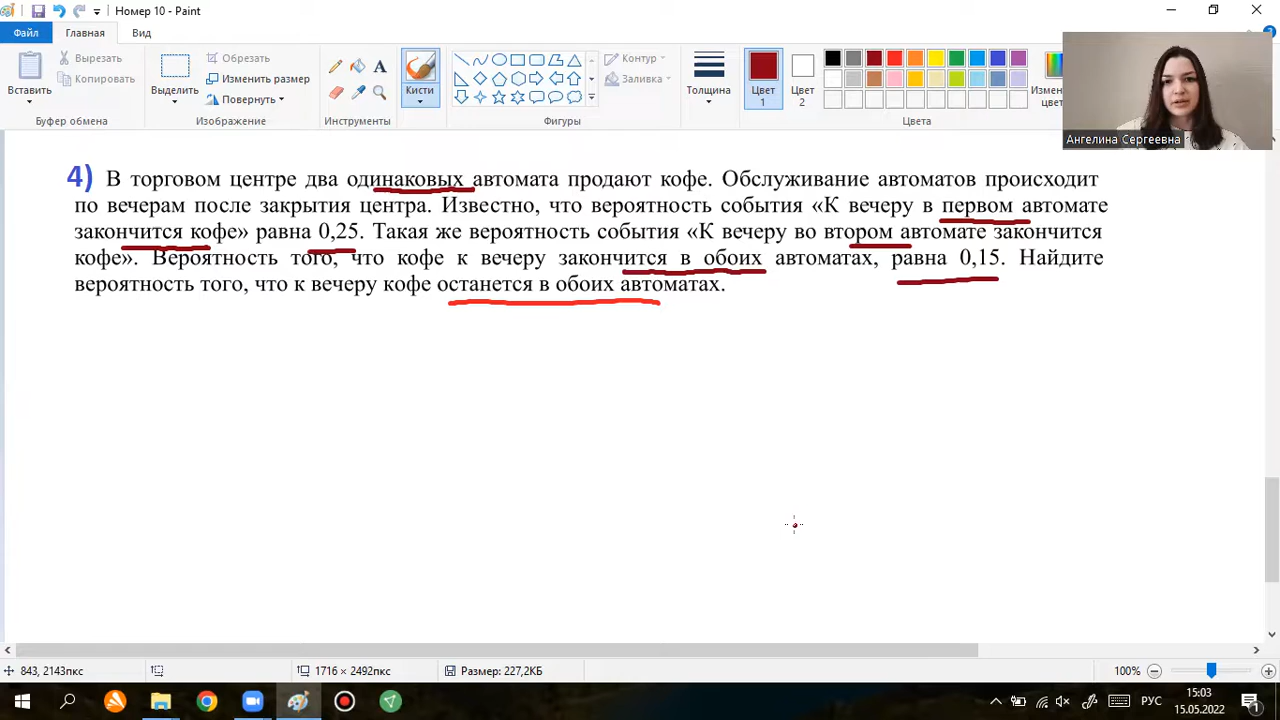 Номер 10 - Paint
Файл
Главная
Вид
Вставить
Вырезать
Копировать
Буфер обмена
Выделить
Обрезать
Изменить размер
Повернуть
Изображение
Инструменты
Кисти
Фигуры
Контур
Заливка
Толщина
Цвет
1
Цвет
2
Цвета
Измен
цвет
Ангелина Сергеевна
4) В торговом центре два одинаковых автомата продают кофе. Обслуживание автоматов происходит
по вечерам после закрытия центра. Известно, что вероятность события «К вечеру в первом автомате
закончится кофе» равна 0,25. Такая же вероятность события «К вечеру во втором автомате закончится
кофе». Вероятность того, что кофе к вечеру закончится в обоих автоматах, равна 0,15. Найдите
вероятность того, что к вечеру кофе останется в обоих автоматах.
843, 2143пкс
1716 × 2492пкс
Размер: 227,2КБ
100%
РУС
15:03
15.05.2022